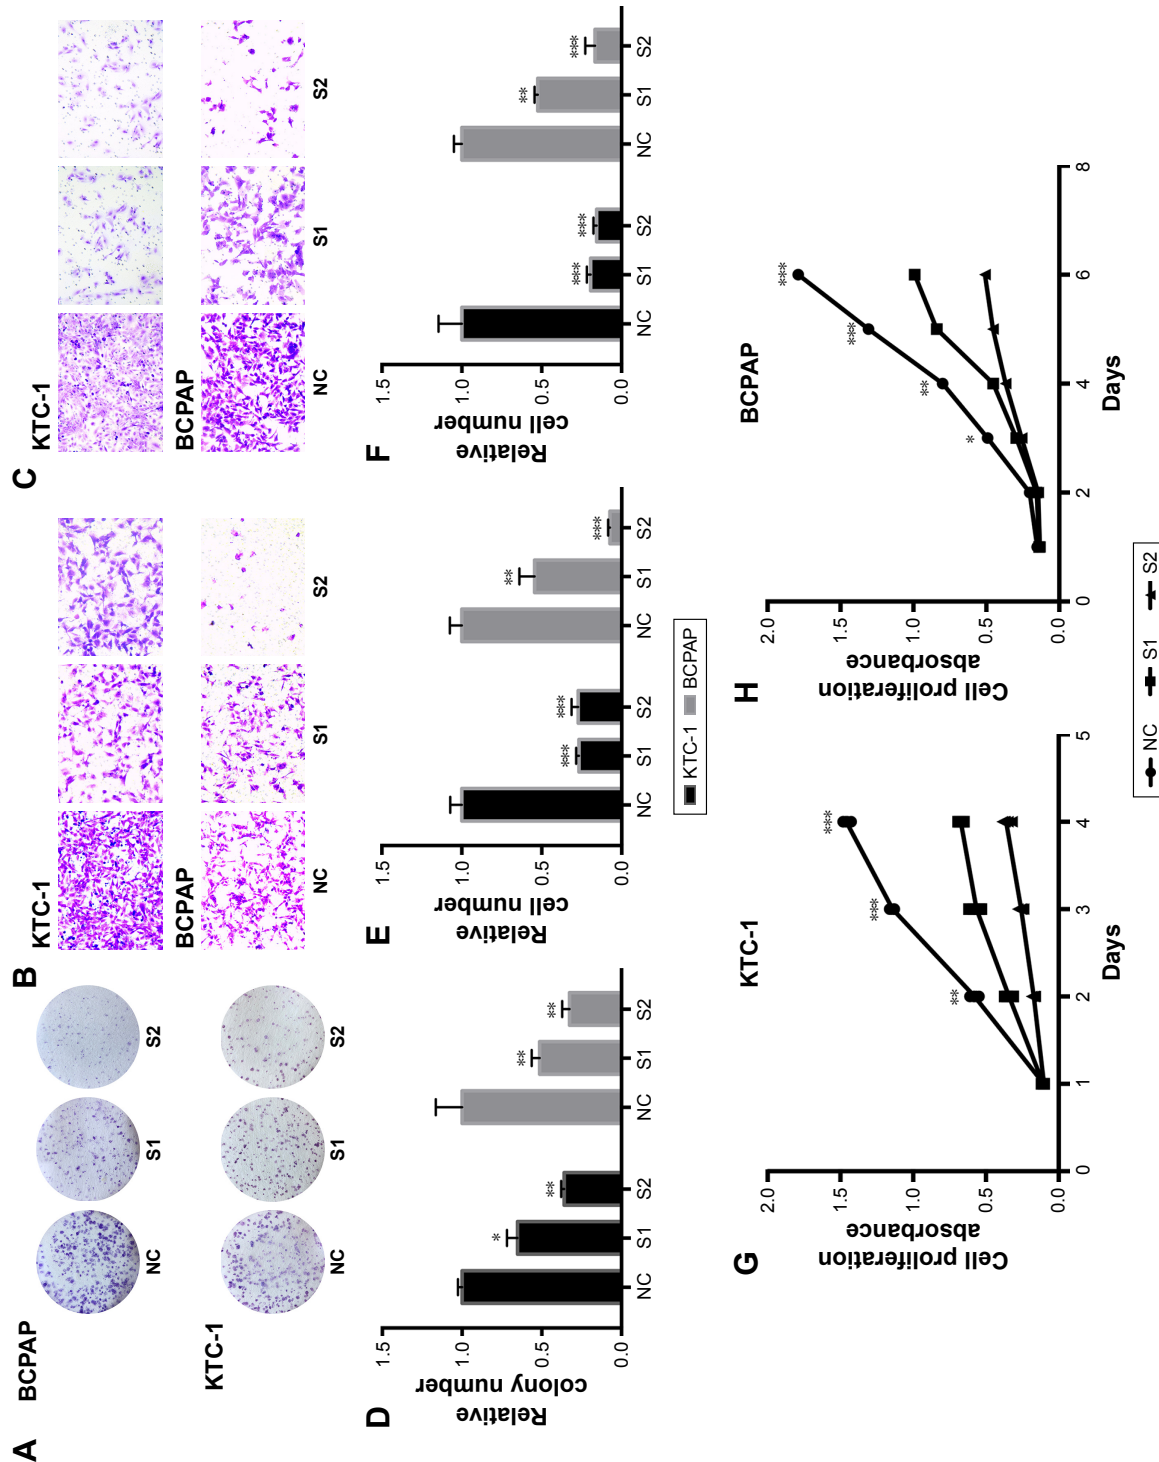 A
BCPAP
NC
S1
S2
KTC-1
NC
S1
S2
B
KTC-1
BCPAP
NC
S1
S2
C
KTC-1
BCPAP
NC
S1
S2
D
Relative
colony number
1.5
1.0
0.5
0.0
*
**
**
**
NC
S1
S2
NC
S1
S2
E
Relative
cell number
1.5
1.0
0.5
0.0
***
***
**
***
NC
S1
S2
NC
S1
S2
KTC-1
BCPAP
F
Relative
cell number
1.5
1.0
0.5
0.0
***
***
**
***
NC
S1
S2
NC
S1
S2
G
KTC-1
Cell proliferation
absorbance
2.0
1.5
1.0
0.5
0.0
**
***
***
0
1
2
3
4
5
Days
H
BCPAP
Cell proliferation
absorbance
2.0
1.5
1.0
0.5
0.0
*
**
***
***
0
2
4
6
8
Days
NC
S1
S2